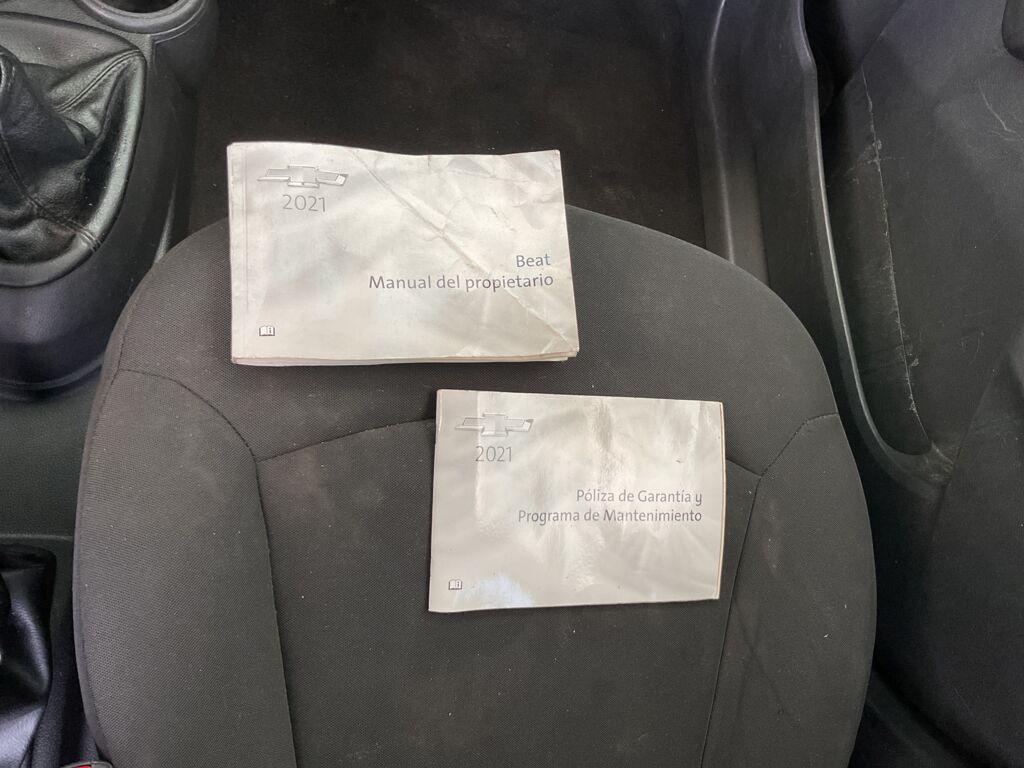 2021
Beat
Manual del propietario
2021
Póliza de Garantía y
Programa de Mantenimiento